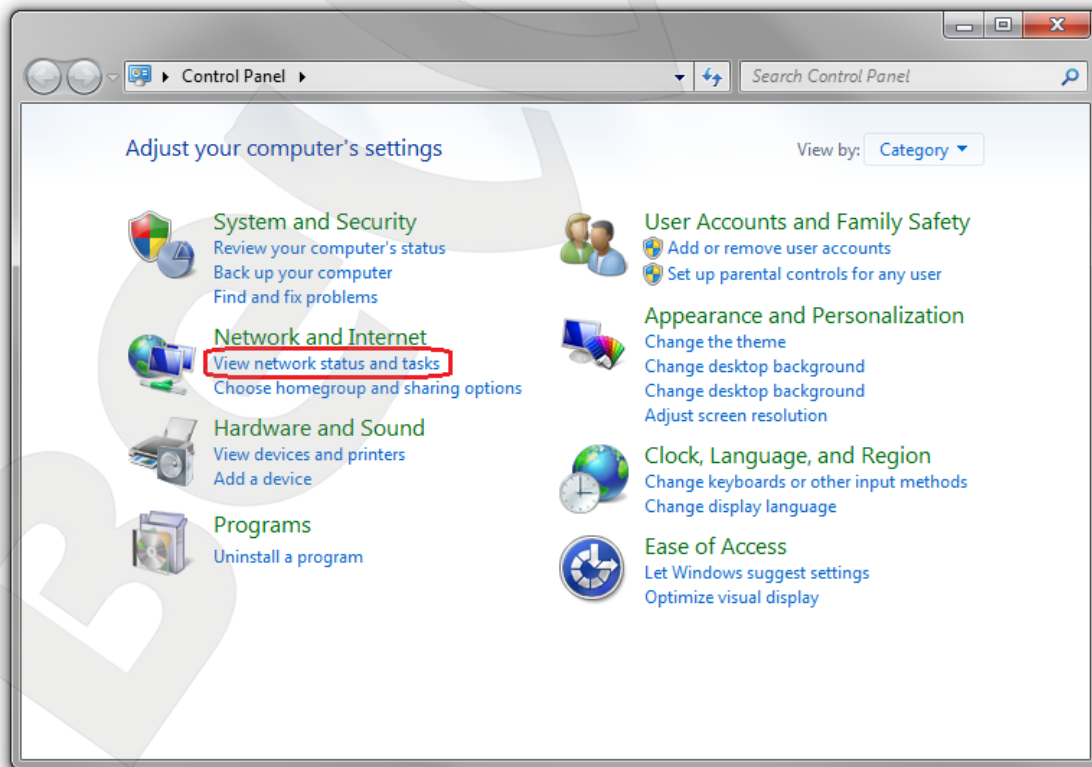 Control Panel
Search Control Panel
Adjust your computer's settings
View by: Category
System and Security
Review your computer's status
Back up your computer
Find and fix problems
Network and Internet
View network status and tasks
Choose homegroup and sharing options
Hardware and Sound
View devices and printers
Add a device
Programs
Uninstall a program
User Accounts and Family Safety
Add or remove user accounts
Set up parental controls for any user
Appearance and Personalization
Change the theme
Change desktop background
Change desktop background
Adjust screen resolution
Clock, Language, and Region
Change keyboards or other input methods
Change display language
Ease of Access
Let Windows suggest settings
Optimize visual display